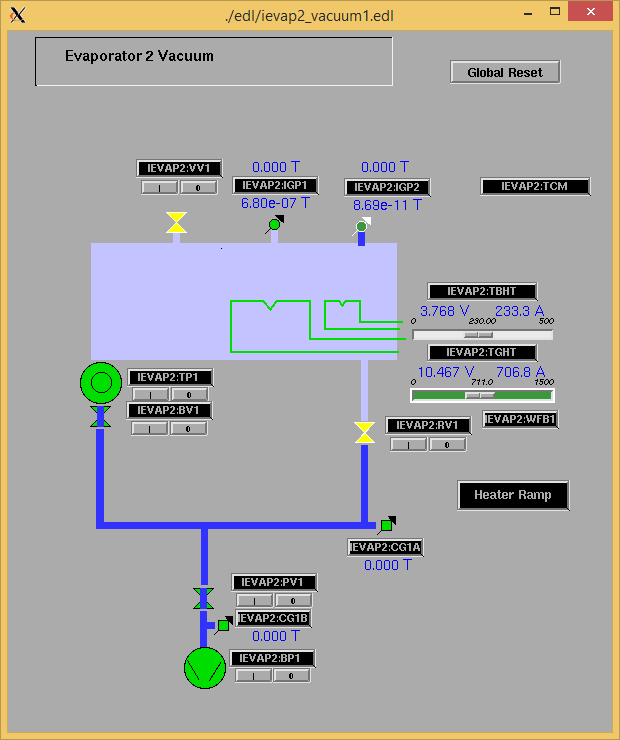 ./edl/ievap2_vacuum1.edl
Evaporator 2 Vacuum
Global Reset
IEVAP2:VV1
I 0
0.000 T
IEVAP2:IGP1
6.80e-07 T
0.000 T
IEVAP2:IGP2
8.69e-11 T
IEVAP2:TCM
IEVAP2:TBHT
3.768 V 233.3 A
0 230.00 500
IEVAP2:TGHT
10.467 V 706.8 A
0 711.0 1500
IEVAP2:WFB1
IEVAP2:TP1
I 0
IEVAP2:BV1
I 0
IEVAP2:RV1
I 0
Heater Ramp
IEVAP2:CG1A
0.000 T
IEVAP2:PV1
I 0
IEVAP2:CG1B
0.000 T
IEVAP2:BP1
I 0